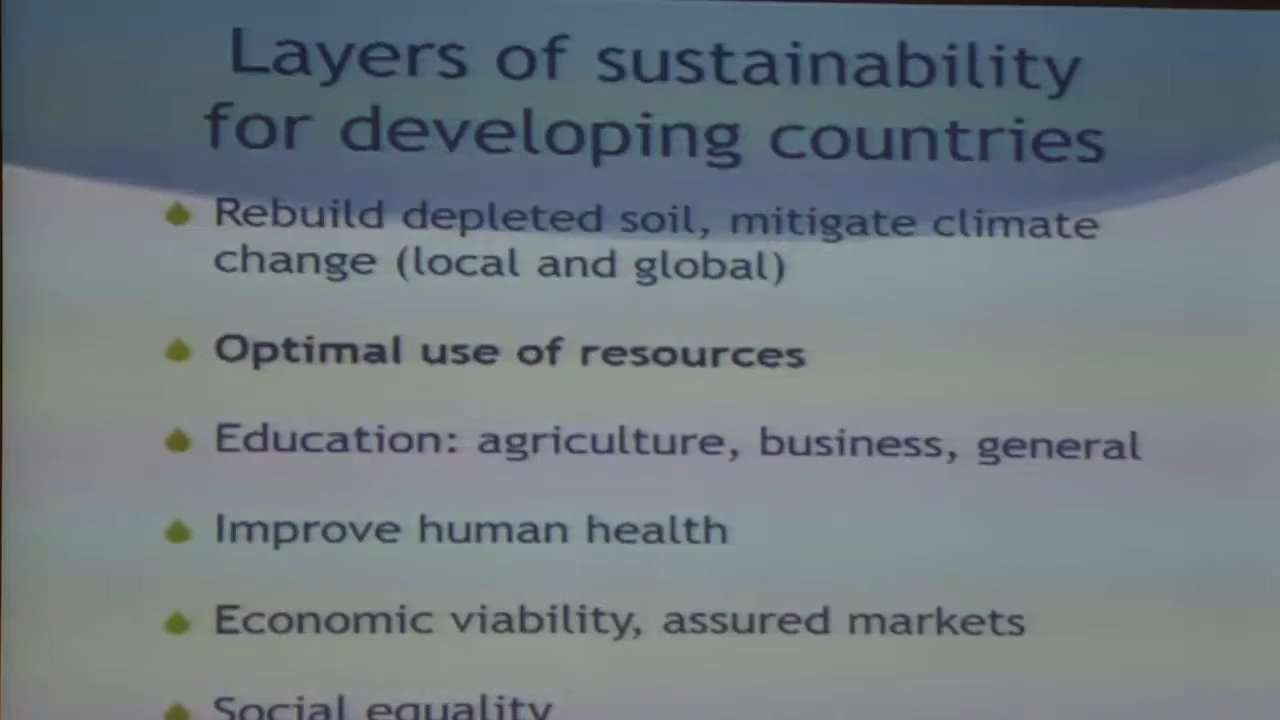 Layers of sustainability
for developing countries
Rebuild depleted soil, mitigate climate
change (local and global)
Optimal use of resources
Education: agriculture, business, general
Improve human health
Economic viability, assured markets
Social equality